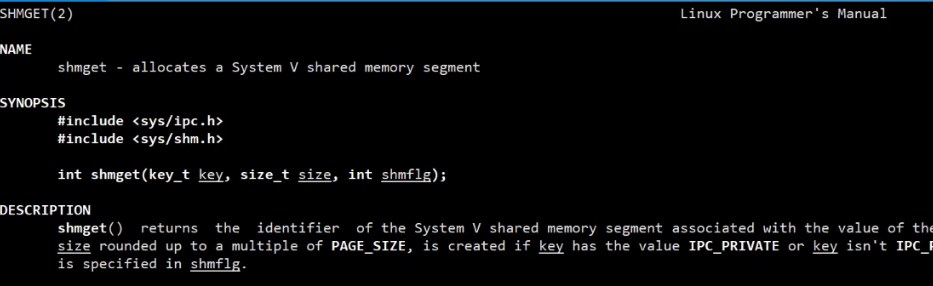 SHMGET(2) Linux Programmer's Manual
NAME
shmget - allocates a System V shared memory segment
SYNOPSIS
#include <sys/ipc.h>
#include <sys/shm.h>
int shmget(key_t key, size_t size, int shmflg);
DESCRIPTION
shmget() returns the identifier of the System V shared memory segment associated with the value of the
size rounded up to a multiple of PAGE_SIZE, is created if key has the value IPC_PRIVATE or key isn't
is specified in shmflg.